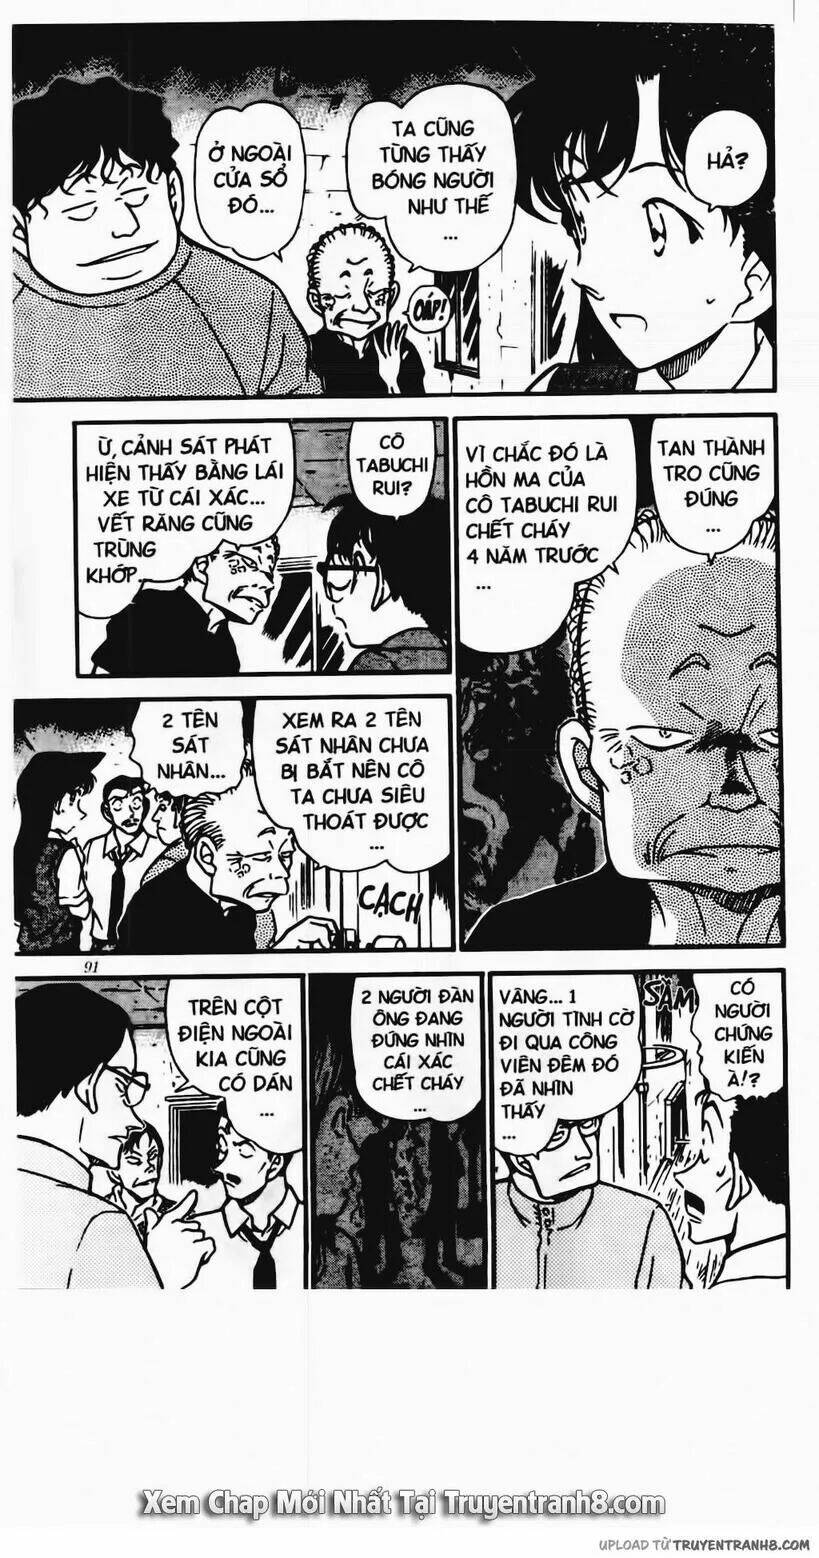 HẢ?
TA CŨNG
TỪNG THẤY
BÓNG NGƯỜI
NHƯ THẾ
...
Ở NGOÀI
CỬA SỔ
ĐÓ...
OÁP!
TAN THÀNH
TRO CŨNG
ĐÚNG
...
VÌ CHẮC ĐÓ LÀ
HỒN MA CỦA
CÔ TABUCHI RUI
CHẾT CHÁY
4 NĂM TRƯỚC
...
CÔ
TABUCHI
RUI?
Ừ, CẢNH SÁT PHÁT
HIỆN THẤY BẰNG LÁI
XE TỪ CÁI XÁC...
VẾT RĂNG CŨNG
TRÙNG
KHỚP
XEM RA 2 TÊN
SÁT NHÂN CHƯA
BỊ BẮT NÊN CÔ
TA CHƯA SIÊU
THOÁT ĐƯỢC
...
2 TÊN
SÁT
NHÂN...
CẠCH
91
CÓ
NGƯỜI
CHỨNG
KIẾN
À!?
SẦM
VÂNG... 1
NGƯỜI TÌNH CỜ
ĐI QUA CÔNG
VIÊN ĐÊM ĐÓ
ĐÃ NHÌN
THẤY
...
2 NGƯỜI ĐÀN
ÔNG ĐANG
ĐỨNG NHÌN
CÁI XÁC
CHẾT CHÁY
...
TRÊN CỘT
ĐIỆN NGOÀI
KIA CŨNG
CÓ DÁN
...
Xem Chap Mới Nhất Tại Truyentranh8.com
UPLOAD TỪ TRUYENTRANH8.COM